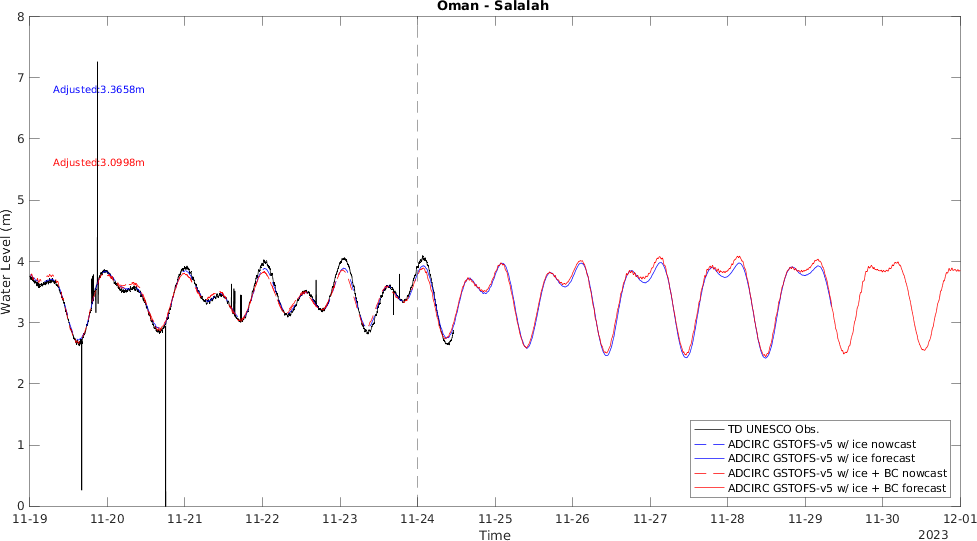 Oman - Salalah
8
7
6
5
4
3
2
1
0
Water Level (m)
Adjusted:3.3658m
Adjusted:3.0998m
TD UNESCO Obs.
ADCIRC GSTOFS-v5 w/ ice nowcast
ADCIRC GSTOFS-v5 w/ ice forecast
ADCIRC GSTOFS-v5 w/ ice + BC nowcast
ADCIRC GSTOFS-v5 w/ ice + BC forecast
11-19 11-20 11-21 11-22 11-23 11-24 11-25 11-26 11-27 11-28 11-29 11-30 12-01
Time
2023